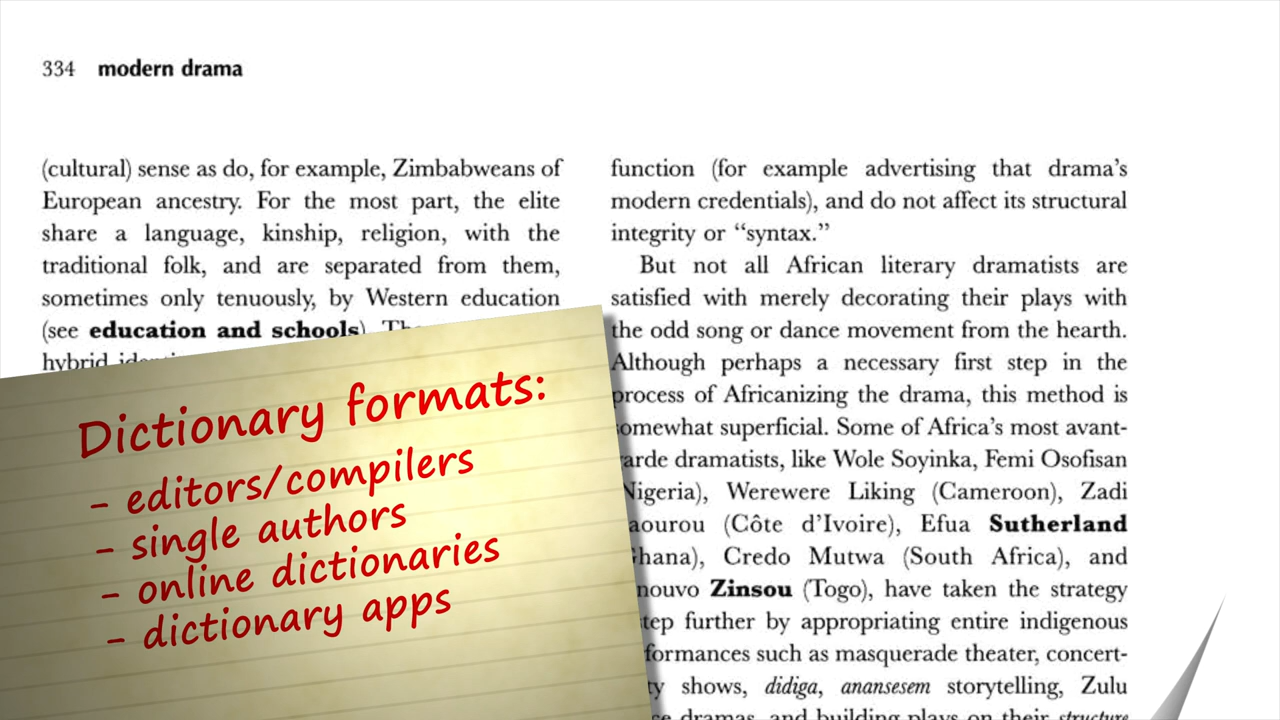 334 modern drama
(cultural) sense as do, for example, Zimbabweans of
European ancestry. For the most part, the elite
share a language, kinship, religion, with the
traditional folk, and are separated from them,
sometimes only tenuously, by Western education
(see education and schools)
hybrid
function (for example advertising that drama's
modern credentials), and do not affect its structural
integrity or “syntax.”
But not all African literary dramatists are
satisfied with merely decorating their plays with
the odd song or dance movement from the hearth.
Although perhaps a necessary first step in the
process of Africanizing the drama, this method is
somewhat superficial. Some of Africa's most avant-
arde dramatists, like Wole Soyinka, Femi Osofisan
Nigeria), Werewere Liking (Cameroon), Zadi
aourou (Côte d'Ivoire), Efua Sutherland
hana), Credo Mutwa (South Africa), and
nouvo Zinsou (Togo), have taken the strategy
tep further by appropriating entire indigenous
formances such as masquerade theater, concert-
ty shows, didiga, anansesem storytelling, Zulu
ce dramas, and building plays on their structure
Dictionary formats:
- editors/compilers
- single authors
- online dictionaries
- dictionary apps